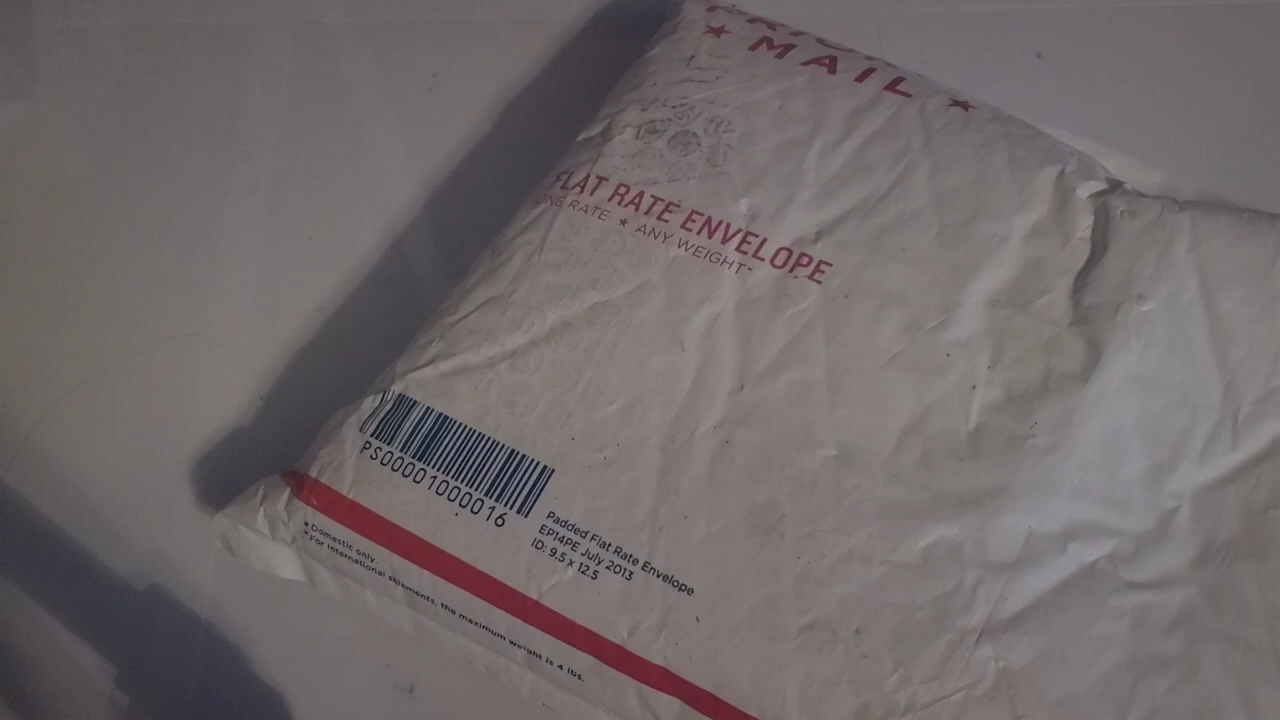 PRIORITY
★ MAIL ★
FLAT RATE ENVELOPE
ONE RATE ★ ANY WEIGHT*
PS00001000016
Padded Flat Rate Envelope
EP14PE July 2013
ID: 9.5 x 12.5
* Domestic only.
* For international shipments, the maximum weight is 4 lbs.